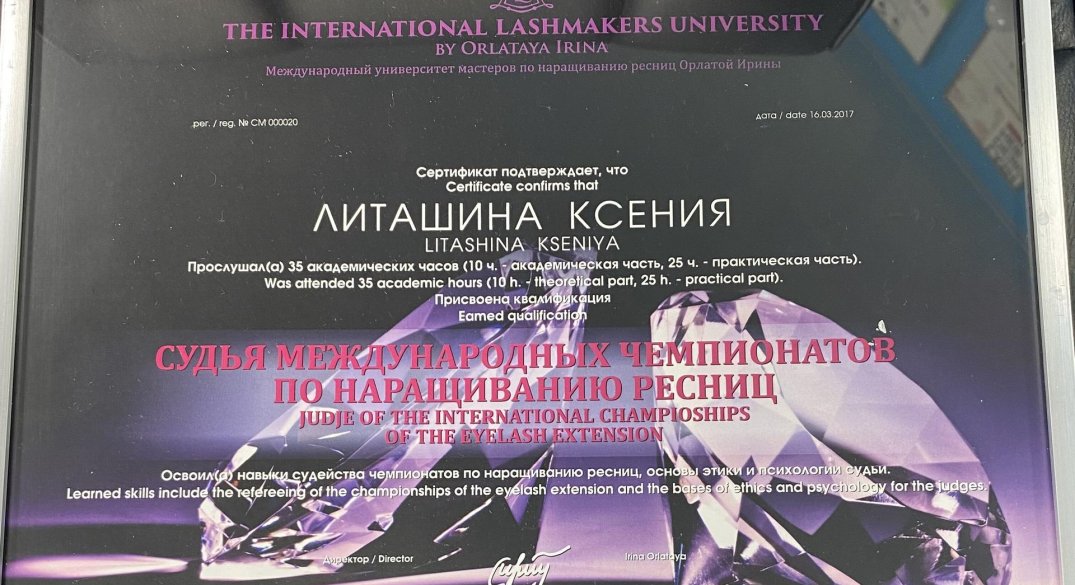 THE INTERNATIONAL LASHMAKERS UNIVERSITY
BY ORLATAYA IRINA
Международный университет мастеров по наращиванию ресниц Орлатой Ирины
рег. / reg. № СМ 000020
дата / date 16.03.2017
Сертификат подтверждает, что
Certificate confirms that
ЛИТАШИНА КСЕНИЯ
LITASHINA KSENIYA
Прослушал(а) 35 академических часов (10 ч. - академическая часть, 25 ч. - практическая часть).
Was attended 35 academic hours (10 h. - theoretical part, 25 h. - practical part).
Присвоена квалификация
Earned qualification
СУДЬЯ МЕЖДУНАРОДНЫХ ЧЕМПИОНАТОВ
ПО НАРАЩИВАНИЮ РЕСНИЦ
JUDJE OF THE INTERNATIONAL CHAMPIOSHIPS
OF THE EYELASH EXTENSION
Освоил(а) навыки судейства чемпионатов по наращиванию ресниц, основы этики и психологии судьи.
Learned skills include the refereeing of the championships of the eyelash extension and the bases of ethics and psychology for the judges.
Директор / Director
Irina Orlataya